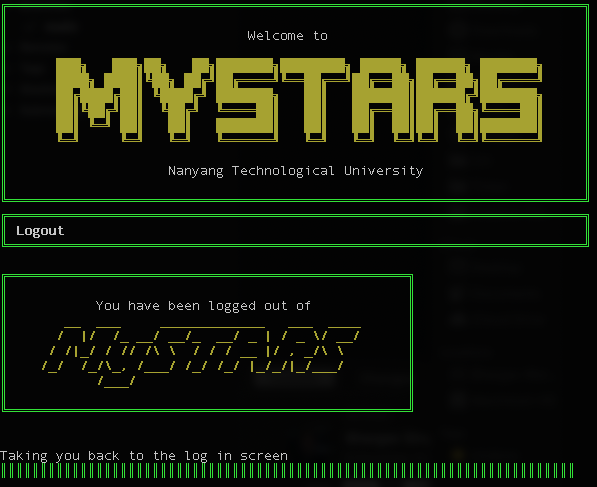 Welcome to
MYSTARS
Nanyang Technological University
Logout
You have been logged out of
MySTARS
Taking you back to the log in screen